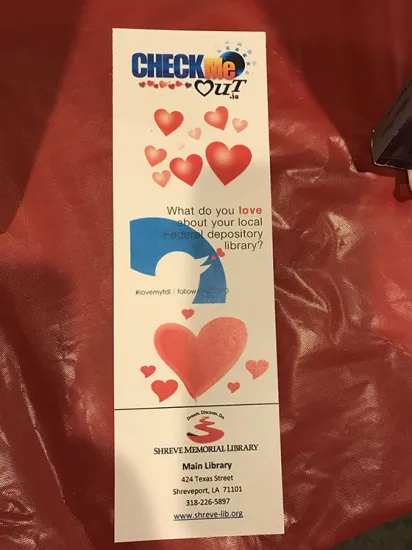 CHECK me
OUT
.is
What do you love
about your local
Federal depository
library?
#lovemyfdl | follow
Dream. Discover. Do.
SHREVE MEMORIAL LIBRARY
Main Library
424 Texas Street
Shreveport, LA 71101
318-226-5897
www.shreve-lib.org